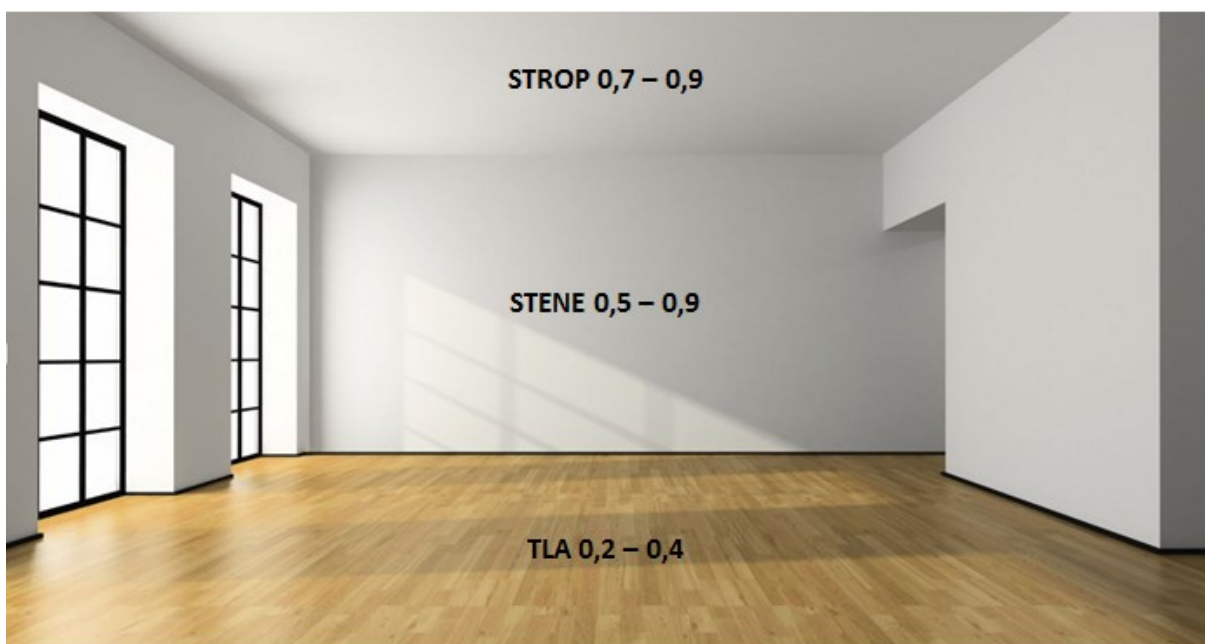 STROP 0,7 – 0,9
STENE 0,5 – 0,9
TLA 0,2 – 0,4